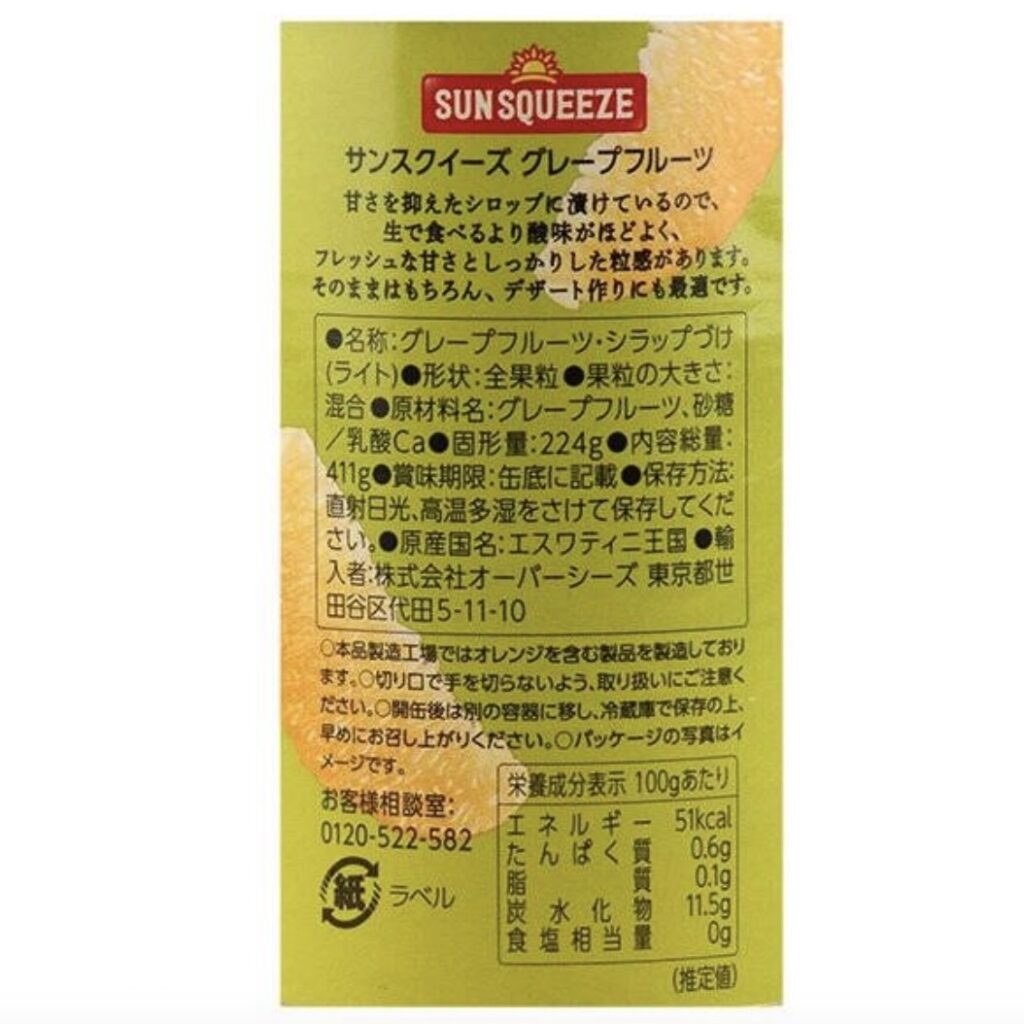 SUN SQUEEZE
サンスクイーズ グレープフルーツ
甘さを抑えたシロップに漬けているので、
生で食べるより酸味がほどよく、
フレッシュな甘さとしっかりした粒感があります。
そのままはもちろん、デザート作りにも最適です。
●名称:グレープフルーツ・シラップづけ
(ライト)●形状:全果粒●果粒の大きさ:
混合●原材料名:グレープフルーツ、砂糖
/乳酸Ca●固形量:224g●内容総量:
411g●賞味期限:缶底に記載●保存方法:
直射日光、高温多湿をさけて保存してくだ
さい。●原産国名:エスワティニ王国●輸
入者:株式会社オーバーシーズ 東京都世
田谷区代田5-11-10
○本品製造工場ではオレンジを含む製品を製造しており
ます。○切り口で手を切らないよう、取り扱いにご注意く
ださい。○開缶後は別の容器に移し、冷蔵庫で保存の上、
早めにお召し上がりください。○パッケージの写真はイ
メージです。
お客様相談室:
0120-522-582
紙 ラベル
栄養成分表示 100gあたり
エネルギー 51kcal
たんぱく質 0.6g
脂質 0.1g
炭水化物 11.5g
食塩相当量 0g
(推定値)